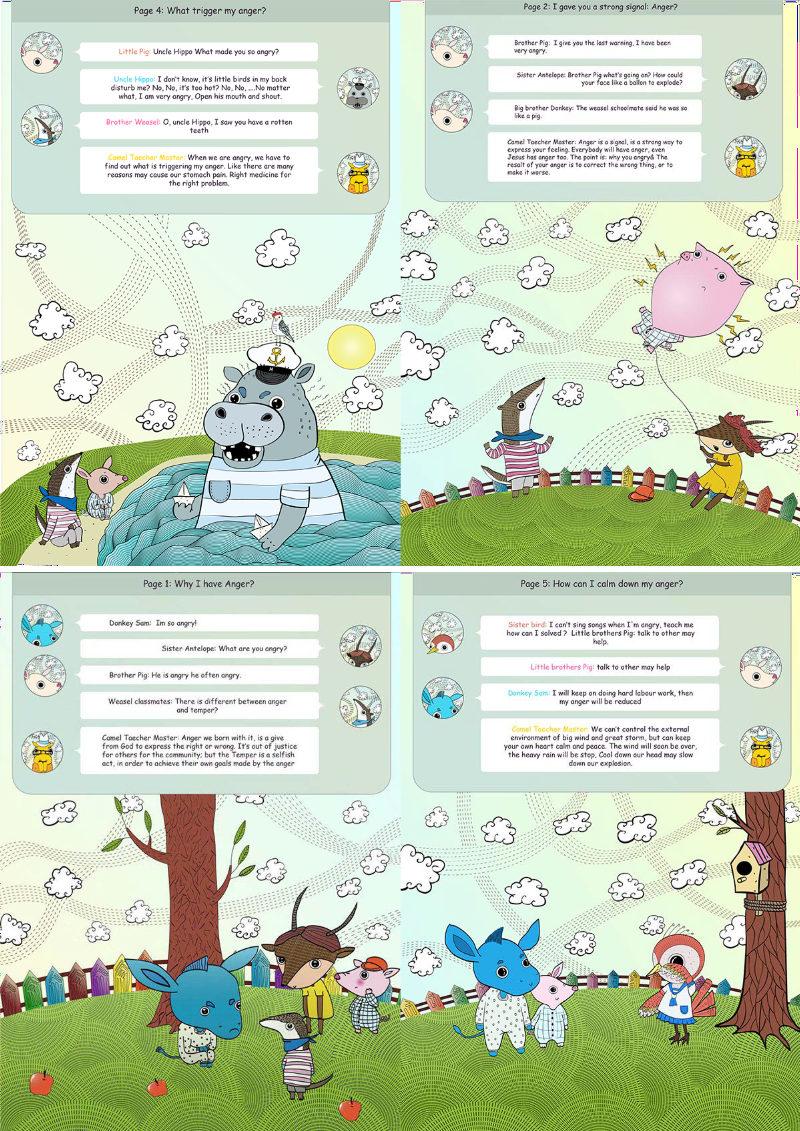 Page 4: What trigger my anger?
Little Pig: Uncle Hippo What made you so angry?
Uncle Hippo: I don't know, it's little birds in my back
disturb me? No, No, it's too hot? No, No, ....No matter
what, I am very angry, Open his mouth and shout.
Brother Weasel: O, uncle Hippo, I saw you have a rotten
teeth
Camel Taecher Master: When we are angry, we have to
find out what is triggering my anger. Like there are many
reasons may cause our stomach pain. Right medicine for
the right problem.
Page 2: I gave you a strong signal: Anger?
Brother Pig:  I give you the last warning, I have been
very angry.
Sister Antelope: Brother Pig what's going on? How could
your face like a ballon to explode?
Big brother Donkey: The weasel schoolmate said he was so
like a pig.
Camel Taecher Master: Anger is a signal, is a strong way to
express your feeling. Everybody will have anger, even
Jesus has anger too. The point is: why you angry& The
resalt of your anger is to correct the wrong thing, or to
make it worse.
Page 1: Why I have Anger?
Donkey Sam:  Im so angry!
Sister Antelope: What are you angry?
Brother Pig: He is angry he often angry.
Weasel classmates: There is different between anger
and temper?
Camel Taecher Master: Anger we born with it, is a give
from God to express the right or wrong. It's out of justice
for others for the community; but the Temper is a selfish
act, in order to achieve their own goals made by the anger
Page 5: How can I calm down my anger?
Sister bird: I can't sing songs when I`m angry, teach me
how can I solved ?  Little brothers Pig: talk to other may
help.
Little brothers Pig: talk to other may help
Donkey Sam: I will keep on doing hard labour work, then
my anger will be reduced
Camel Taecher Master: We can't control the external
environment of big wind and great storm, but can keep
your own heart calm and peace. The wind will soon be over,
the heavy rain will be stop, Cool down our head may slow
down our explosion.